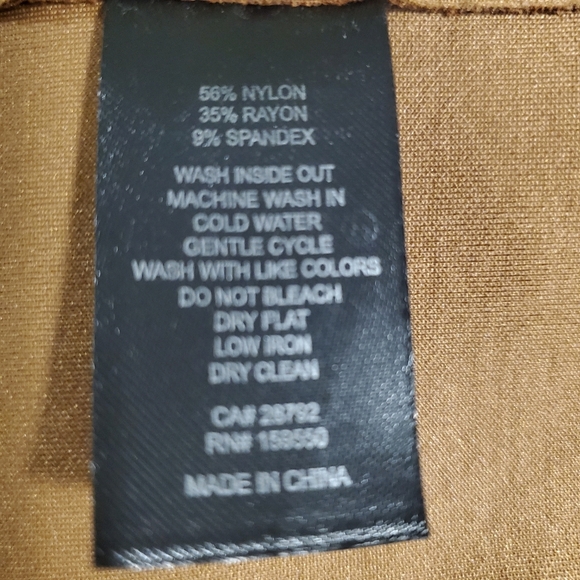 56% NYLON
35% RAYON
9% SPANDEX
WASH INSIDE OUT
MACHINE WASH IN
COLD WATER
GENTLE CYCLE
WASH WITH LIKE COLORS
DO NOT BLEACH
DRY FLAT
LOW IRON
DRY CLEAN
CA# 28792
RN# 159550
MADE IN CHINA